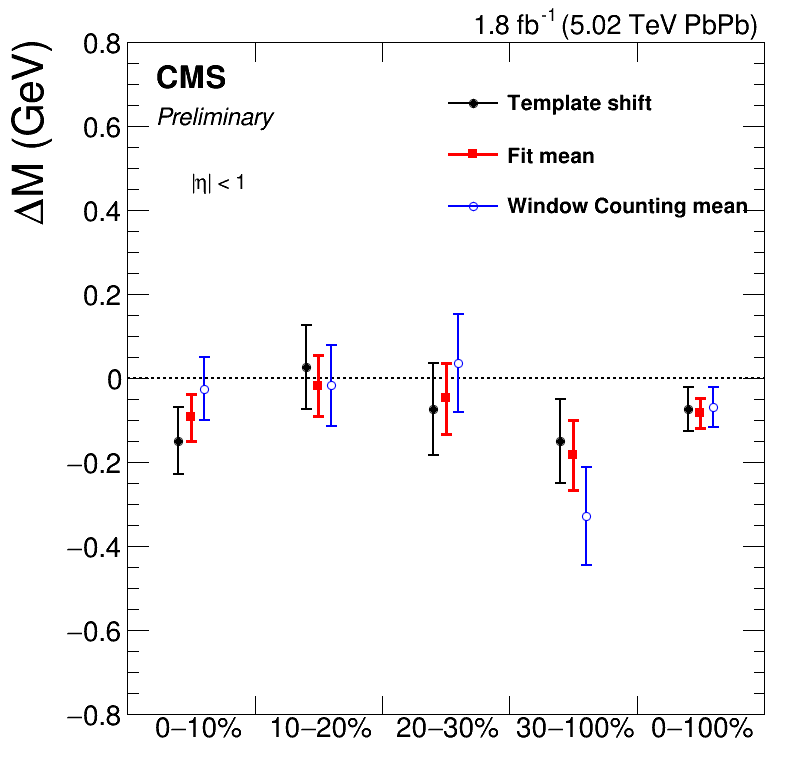 1.8 fb-1 (5.02 TeV PbPb)
ΔM (GeV)
CMS
Preliminary
|η| < 1
Template shift
Fit mean
Window Counting mean
0.8
0.6
0.4
0.2
0
−0.2
−0.4
−0.6
−0.8
0−10% 10−20% 20−30% 30−100% 0−100%